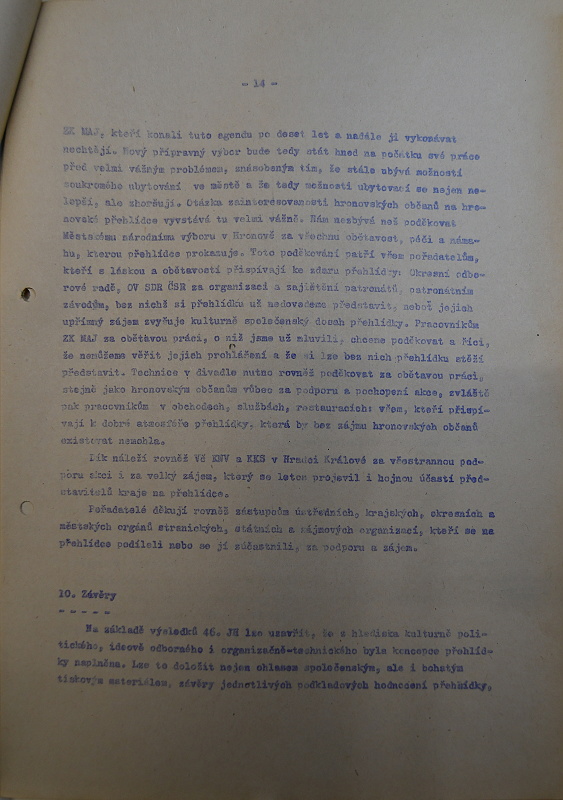 - 14 -
ZK MAJ, kteří konali tuto agendu po deset let a nadále ji vykonávat
nechtějí. Nový přípravný výbor bude tedy stát hned na počátku své práce
před velmi vážným problémem, znásobeným tím, že stále ubývá možností
soukromého ubytování ve městě a že tedy možnosti ubytovací se nejen ne-
lepší, ale zhoršují. Otázka zainteresovanosti hronovských občanů na hro-
novské přehlídce vyvstává tu velmi vážně. Nám nezbývá než poděkovat
Městskému národnímu výboru v Hronově za všechnu obětavost, péči a náma-
hu, kterou přehlídce prokazuje. Toto poděkování patří všem pořadatelům,
kteří s láskou a obětavostí přispívají ke zdaru přehlídky: Okresní odbo-
rové radě, OV SDR ČSR za organizaci a zajištění patronátů, patronátním
závodům, bez nichž si přehlídku už nedovedeme představit, neboť jejich
upřímný zájem zvyšuje kulturně společenský dosah přehlídky. Pracovníkům
ZK MAJ za obětavou práci, o níž jsme už mluvili, chceme poděkovat a říci,
že nemůžeme věřit jejich prohlášení a že si lze bez nich přehlídku stěží
představit. Technice v divadle nutno rovněž poděkovat za obětavou práci,
stejně jako hronovským občanům vůbec za podporu a pochopení akce, zvláště
pak pracovníkům v obchodech, službách, restauracích: všem, kteří přispí-
vají k dobré atmosféře přehlídky, která by bez zájmu hronovských občanů
existovat nemohla.
Dík náleží rovněž Vč KNV a KKS v Hradci Králové za všestrannou pod-
poru akci i za velký zájem, který se letos projevil i hojnou účastí před-
stavitelů kraje na přehlídce.
Pořadatelé děkují rovněž zástupcům ústředních, krajských, okresních a
městských orgánů stranických, státních a zájmových organizací, kteří se na
přehlídce podíleli nebo se jí zúčastnili, za podporu a zájem.
10. Závěry
- - - - -
Na základě výsledků 46. JH lze uzavřít, že z hlediska kulturně poli-
tického, ideově odborného i organizačně-technického byla koncepce přehlíd-
ky naplněna. Lze to doložit nejen ohlasem společenským, ale i bohatým
tiskovým materiálem, závěry jednotlivých podkladových hodnocení přehlídky,